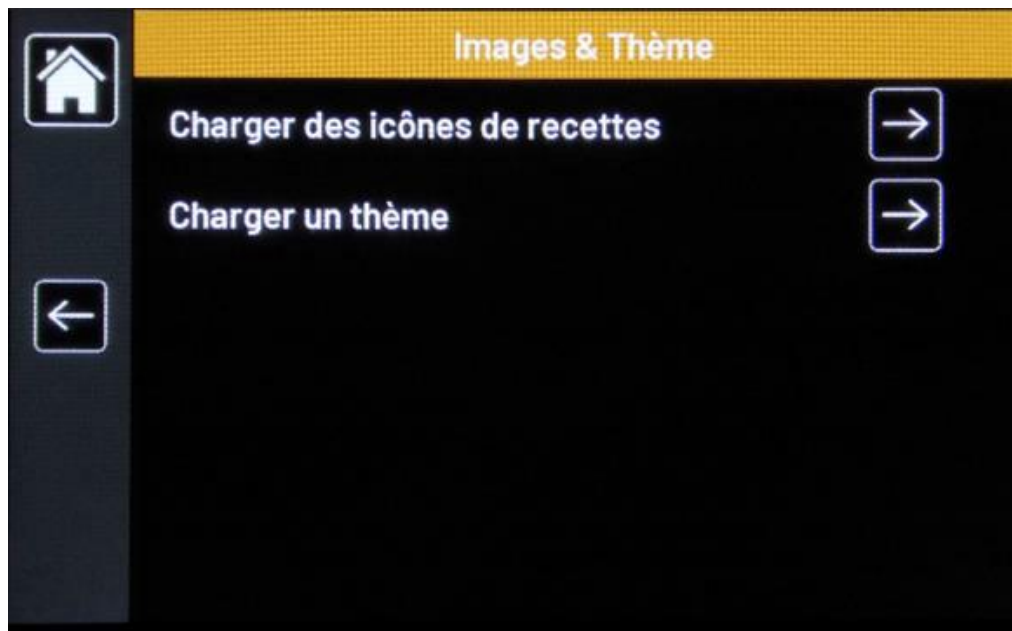 Images & Thème
Charger des icônes de recettes
Charger un thème